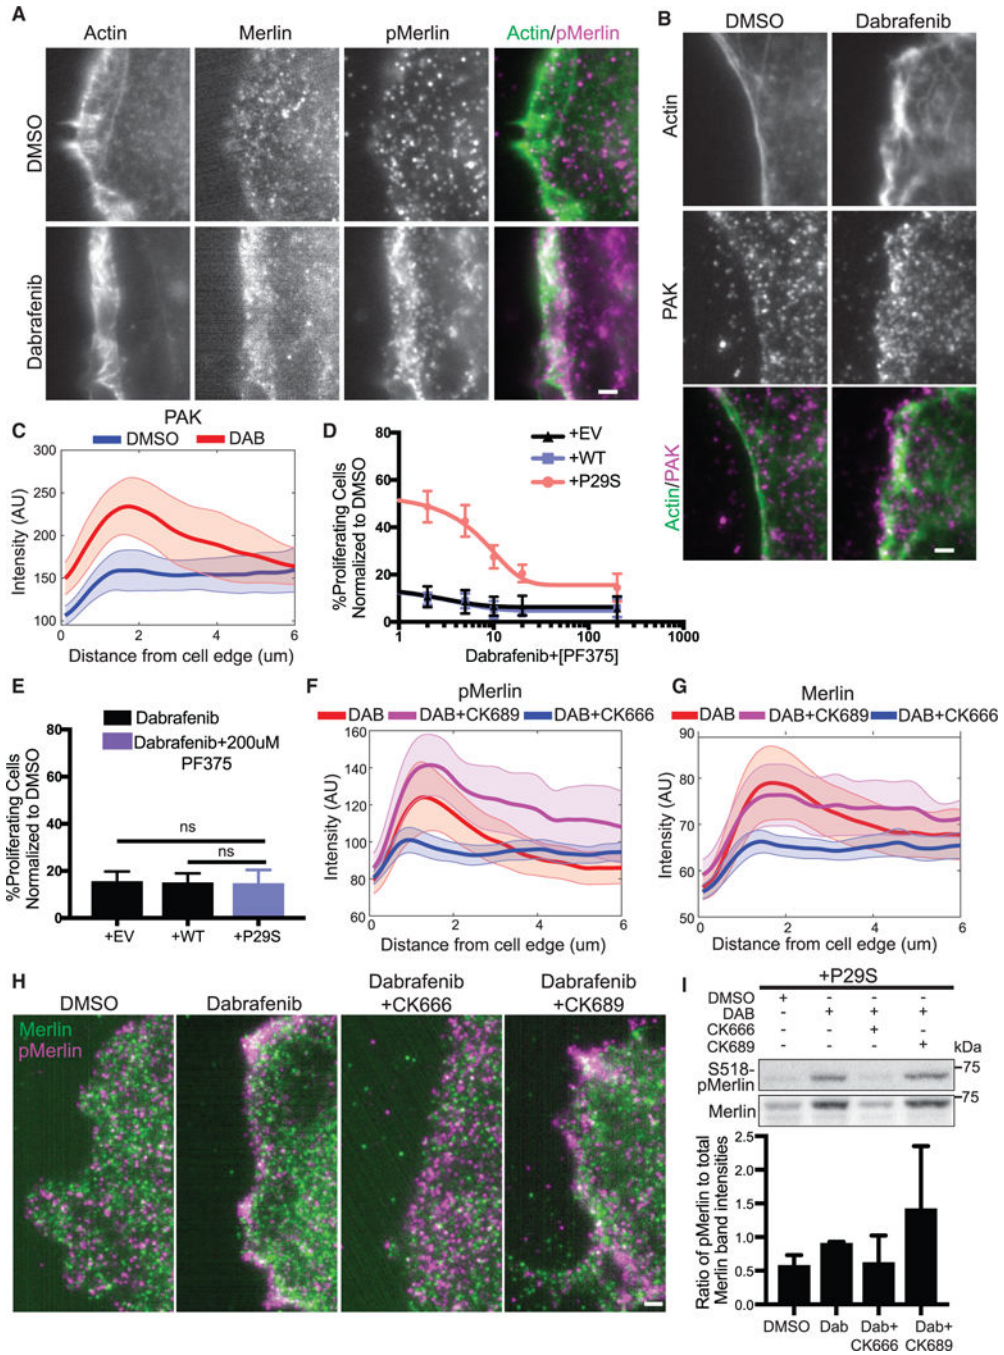 A
Actin Merlin pMerlin Actin/pMerlin
DMSO
Dabrafenib
B
DMSO Dabrafenib
Actin
PAK
Actin/PAK
C
PAK
DMSO DAB
Intensity (AU)
300
250
200
150
100
0 2 4 6
Distance from cell edge (um)
D
+EV
+WT
+P29S
%Proliferating Cells
Normalized to DMSO
80
60
40
20
0
1 10 100 1000
Dabrafenib+[PF375]
E
Dabrafenib
Dabrafenib+200uM
PF375
%Proliferating Cells
Normalized to DMSO
80
60
40
20
0
ns
ns
+EV +WT +P29S
F
pMerlin
DAB DAB+CK689 DAB+CK666
Intensity (AU)
160
140
120
100
80
60
0 2 4 6
Distance from cell edge (um)
G
Merlin
DAB DAB+CK689 DAB+CK666
Intensity (AU)
90
80
70
60
50
0 2 4 6
Distance from cell edge (um)
H
DMSO Dabrafenib Dabrafenib +CK666 Dabrafenib +CK689
Merlin
pMerlin
I
+P29S
DMSO + - - -
DAB - + + +
CK666 - - + -
CK689 - - - +
kDa
S518-
pMerlin
75
Merlin
75
Ratio of pMerlin to total
Merlin band intensities
2.5
2.0
1.5
1.0
0.5
0.0
DMSO Dab Dab+ CK666 Dab+ CK689